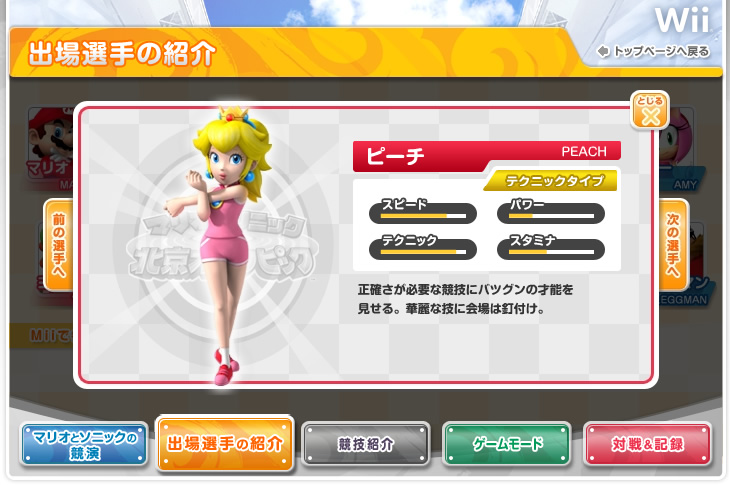 Wii
出場選手の紹介
トップページへ戻る
とじる
マリオ
ピーチ
PEACH
テクニックタイプ
AMY
スピード
パワー
テクニック
スタミナ
前の選手へ
次の選手へ
EGGMAN
正確さが必要な競技にバツグンの才能を
見せる。華麗な技に会場は釘付け。
マリオとソニックの
競演
出場選手の紹介
競技紹介
ゲームモード
対戦&記録